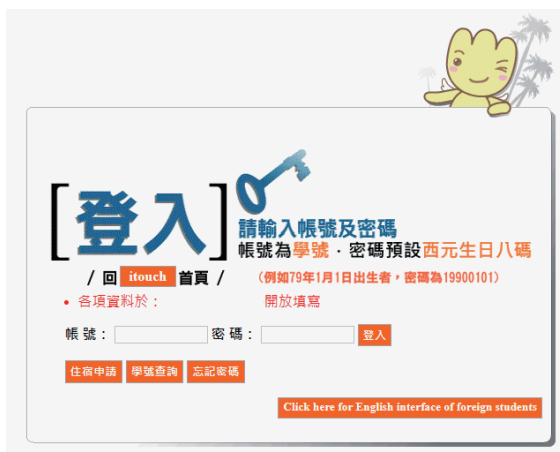 [登入]
請輸入帳號及密碼
帳號為學號．密碼預設西元生日八碼
/ 回 itouch 首頁 /
(例如79年1月1日出生者，密碼為19900101)
各項資料於： 開放填寫
帳號： 密碼： 登入
住宿申請 學號查詢 忘記密碼
Click here for English interface of foreign students